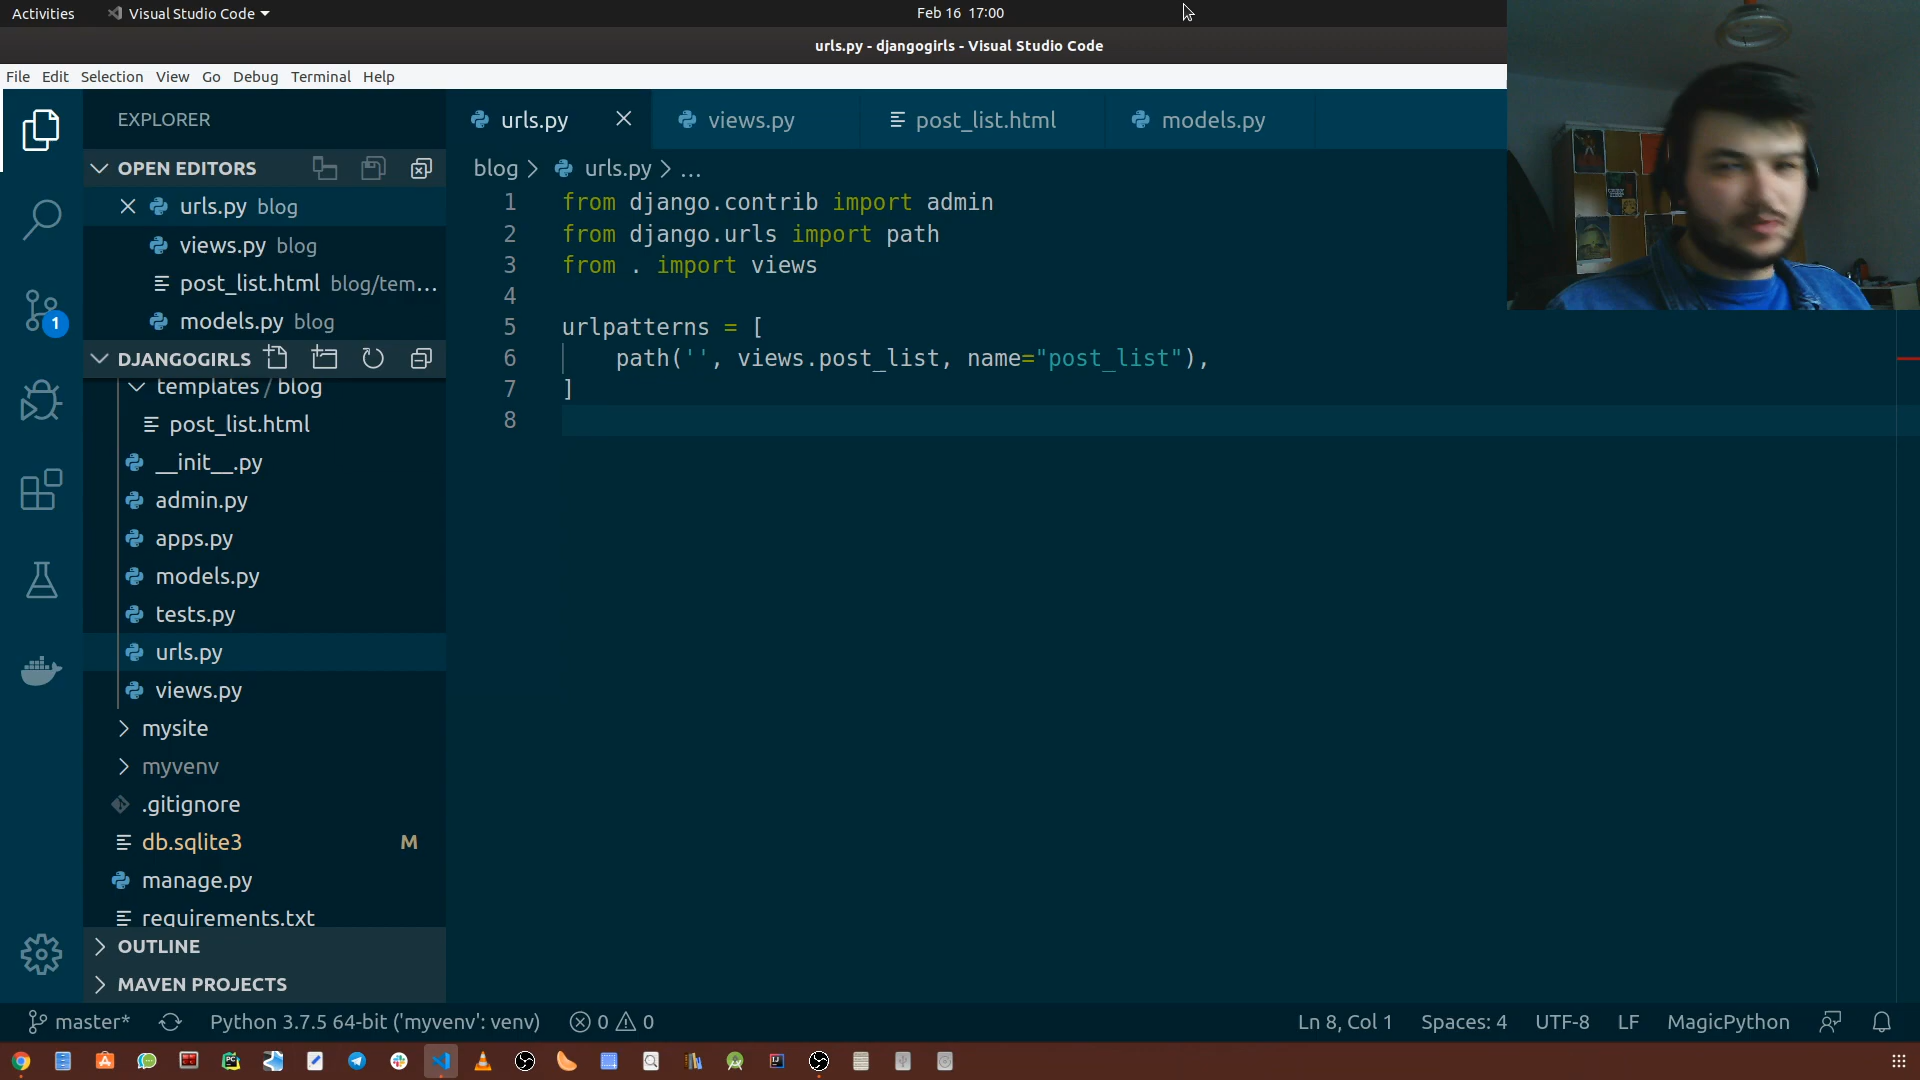 Activities
Visual Studio Code
Feb 16 17:00
urls.py - djangogirls - Visual Studio Code
File Edit Selection View Go Debug Terminal Help
EXPLORER
OPEN EDITORS
urls.py blog
views.py blog
post_list.html blog/tem...
models.py blog
DJANGOGIRLS
templates / blog
post_list.html
__init__.py
admin.py
apps.py
models.py
tests.py
urls.py
views.py
mysite
myvenv
.gitignore
db.sqlite3 M
manage.py
requirements.txt
OUTLINE
MAVEN PROJECTS
1
urls.py
views.py
post_list.html
models.py
blog > urls.py > ...
1 from django.contrib import admin
2 from django.urls import path
3 from . import views
4
5 urlpatterns = [
6 path('', views.post_list, name="post_list"),
7 ]
8
master*
Python 3.7.5 64-bit ('myvenv': venv)
0 0
Ln 8, Col 1
Spaces: 4
UTF-8
LF
MagicPython